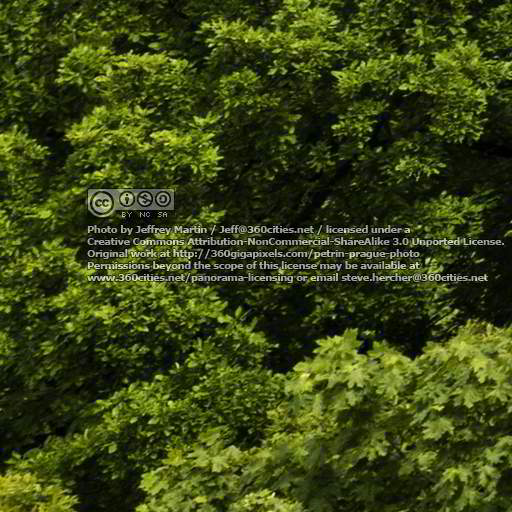 cc BY NC SA
Photo by Jeffrey Martin / Jeff@360cities.net / licensed under a
Creative Commons Attribution-NonCommercial-ShareAlike 3.0 Unported License.
Original work at http://360gigapixels.com/petrin-prague-photo
Permissions beyond the scope of this license may be available at
www.360cities.net/panorama-licensing or email steve.hercher@360cities.net